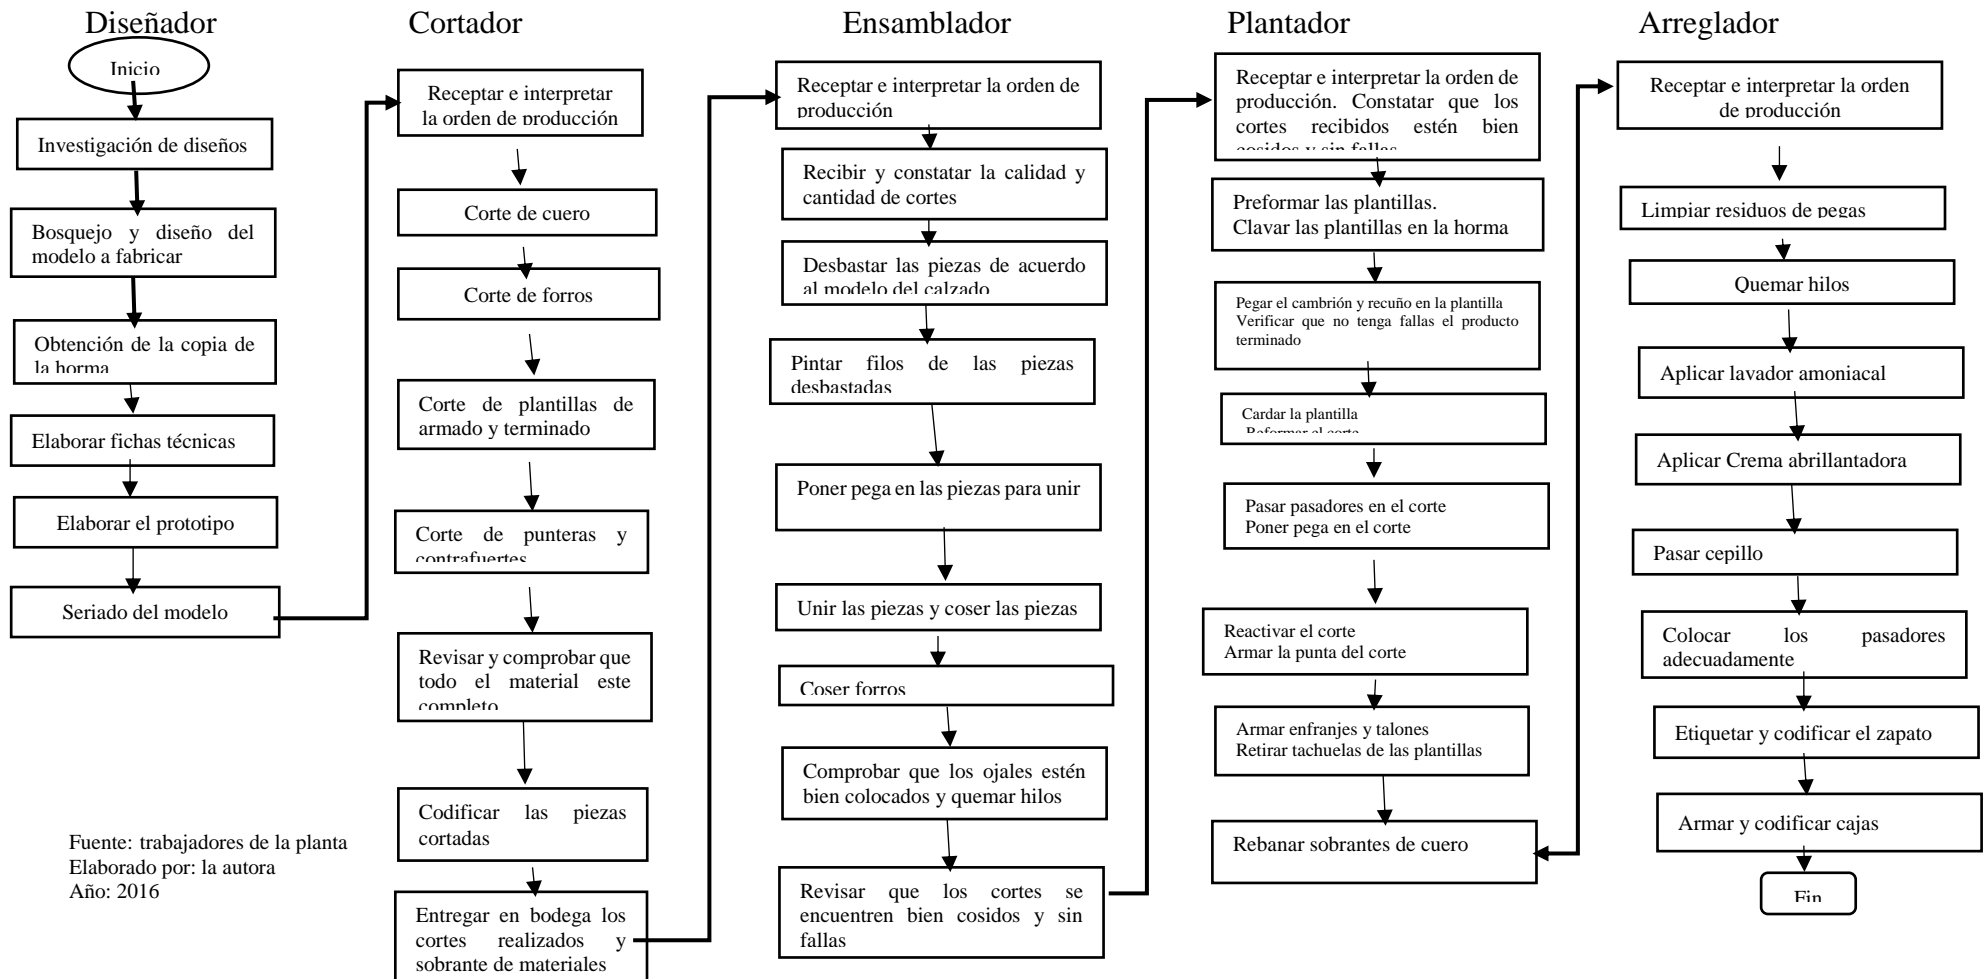 Diseñador
Inicio
Investigación de diseños
Bosquejo y diseño del
modelo a fabricar
Obtención de la copia de
la horma
Elaborar fichas técnicas
Elaborar el prototipo
Seriado del modelo
Fuente: trabajadores de la planta
Elaborado por: la autora
Año: 2016
Cortador
Receptar e interpretar
la orden de producción
Corte de cuero
Corte de forros
Corte de plantillas de
armado y terminado
Corte de punteras y
contrafuertes
Revisar y comprobar que
todo el material este
completo
Codificar las piezas
cortadas
Entregar en bodega los
cortes realizados y
sobrante de materiales
Ensamblador
Receptar e interpretar la orden de
producción
Recibir y constatar la calidad y
cantidad de cortes
Desbastar las piezas de acuerdo
al modelo del calzado
Pintar filos de las piezas
desbastadas
Poner pega en las piezas para unir
Unir las piezas y coser las piezas
Coser forros
Comprobar que los ojales estén
bien colocados y quemar hilos
Revisar que los cortes se
encuentren bien cosidos y sin
fallas
Plantador
Receptar e interpretar la orden de
producción. Constatar que los
cortes recibidos estén bien
cosidos y sin fallas
Preformar las plantillas.
Clavar las plantillas en la horma
Pegar el cambrión y recuño en la plantilla
Verificar que no tenga fallas el producto
terminado
Cardar la plantilla
Reformar el corte
Pasar pasadores en el corte
Poner pega en el corte
Reactivar el corte
Armar la punta del corte
Armar enfranjes y talones
Retirar tachuelas de las plantillas
Rebanar sobrantes de cuero
Arreglador
Receptar e interpretar la orden
de producción
Limpiar residuos de pegas
Quemar hilos
Aplicar lavador amoniacal
Aplicar Crema abrillantadora
Pasar cepillo
Colocar los pasadores
adecuadamente
Etiquetar y codificar el zapato
Armar y codificar cajas
Fin